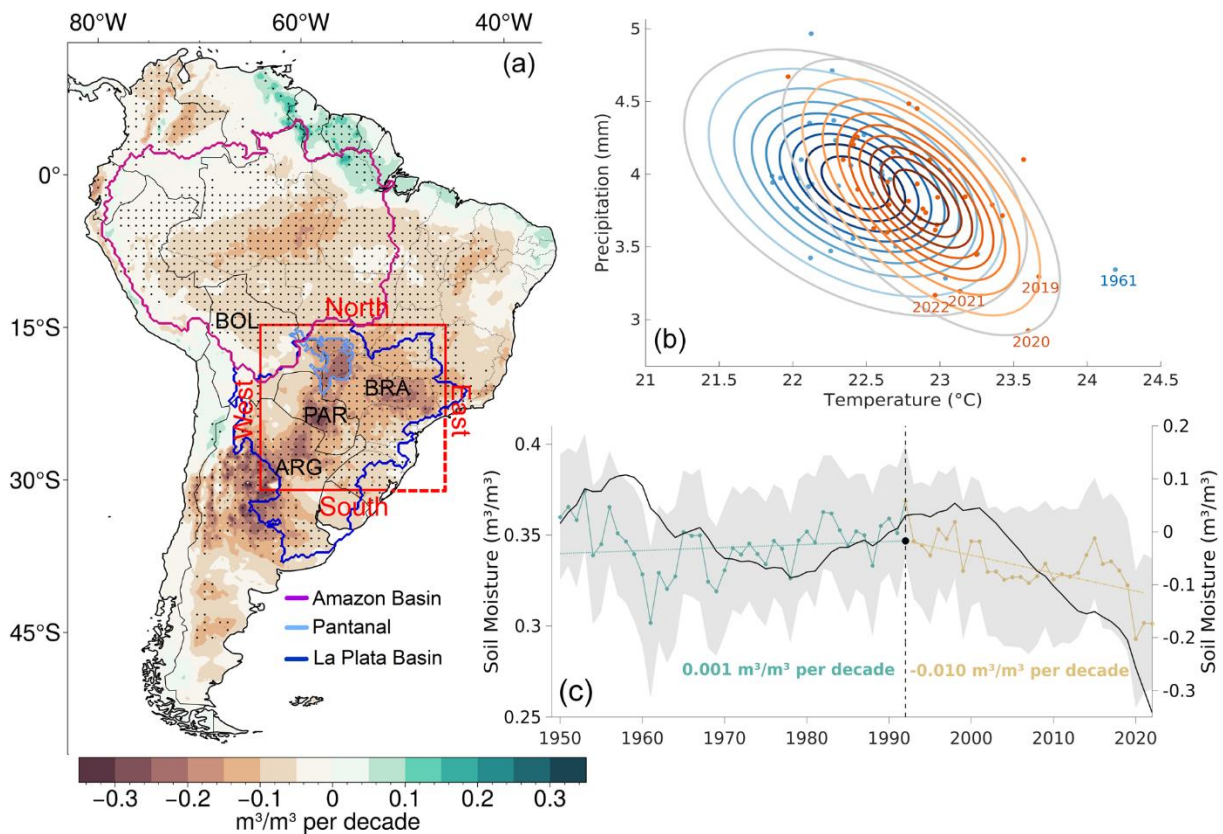 80°W 60°W 40°W
(a)
0°
15°S
30°S
45°S
North
West
East
South
BOL
BRA
PAR
ARG
Amazon Basin
Pantanal
La Plata Basin
−0.3 −0.2 −0.1 0 0.1 0.2 0.3
m³/m³ per decade
Precipitation (mm)
5
4.5
4
3.5
3
1961
2019
2021
2022
2020
(b)
21 21.5 22 22.5 23 23.5 24 24.5
Temperature (°C)
Soil Moisture (m³/m³)
0.4
0.35
0.3
0.25
0.2
0.1
0
-0.1
-0.2
-0.3
Soil Moisture (m³/m³)
0.001 m³/m³ per decade
-0.010 m³/m³ per decade
(c)
1950 1960 1970 1980 1990 2000 2010 2020